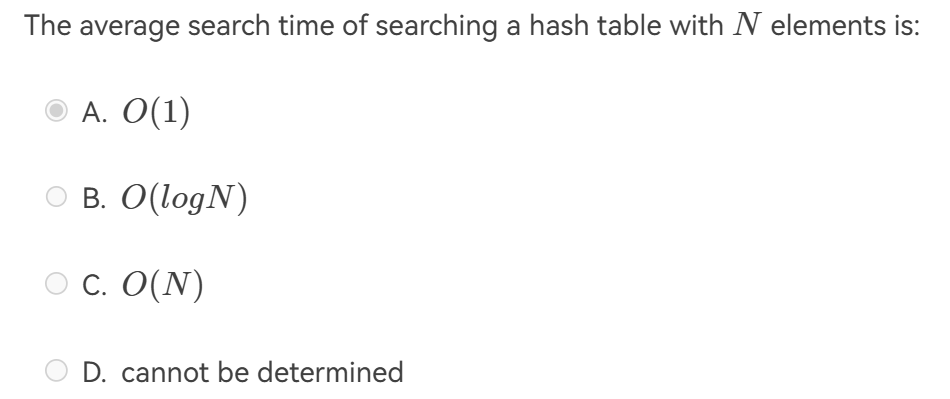 The average search time of searching a hash table with N elements is:
A. O(1)
B. O(logN)
C. O(N)
D. cannot be determined